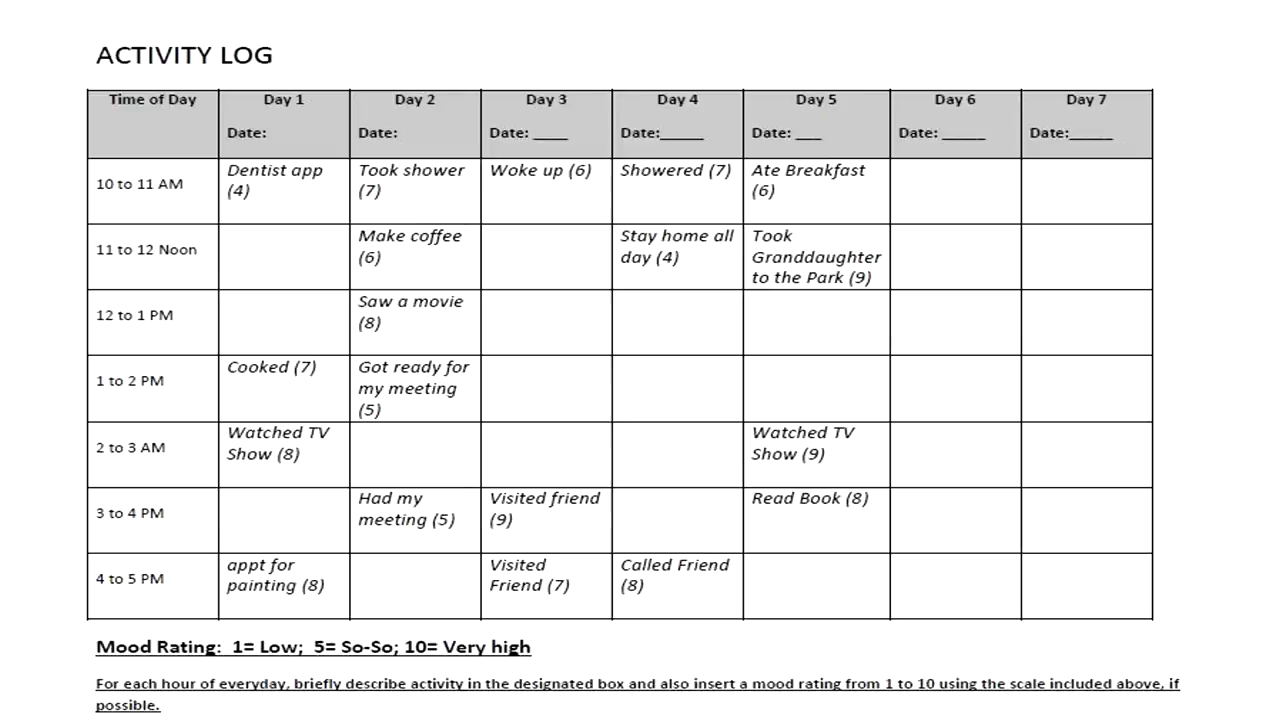 ACTIVITY LOG
Time of Day Day 1 Day 2 Day 3 Day 4 Day 5 Day 6 Day 7
Date: Date: Date: ____ Date:_____ Date: ___ Date: _____ Date:_____
10 to 11 AM
Dentist app
(4)
Took shower
(7)
Woke up (6)
Showered (7)
Ate Breakfast
(6)
11 to 12 Noon
Make coffee
(6)
Stay home all
day (4)
Took
Granddaughter
to the Park (9)
12 to 1 PM
Saw a movie
(8)
1 to 2 PM
Cooked (7)
Got ready for
my meeting
(5)
2 to 3 AM
Watched TV
Show (8)
Watched TV
Show (9)
3 to 4 PM
Had my
meeting (5)
Visited friend
(9)
Read Book (8)
4 to 5 PM
appt for
painting (8)
Visited
Friend (7)
Called Friend
(8)
Mood Rating: 1= Low; 5= So-So; 10= Very high
For each hour of everyday, briefly describe activity in the designated box and also insert a mood rating from 1 to 10 using the scale included above, if
possible.